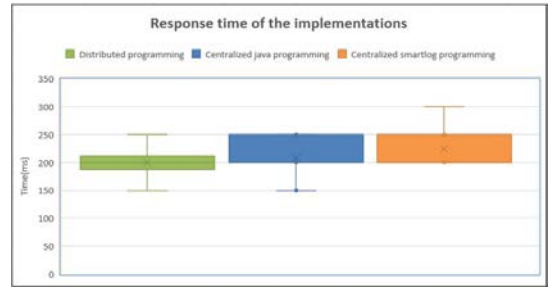 Response time of the implementations
Distributed programming Centralized java programming Centralized smartlog programming
350
300
250
200
150
100
50
0
Time[ms]